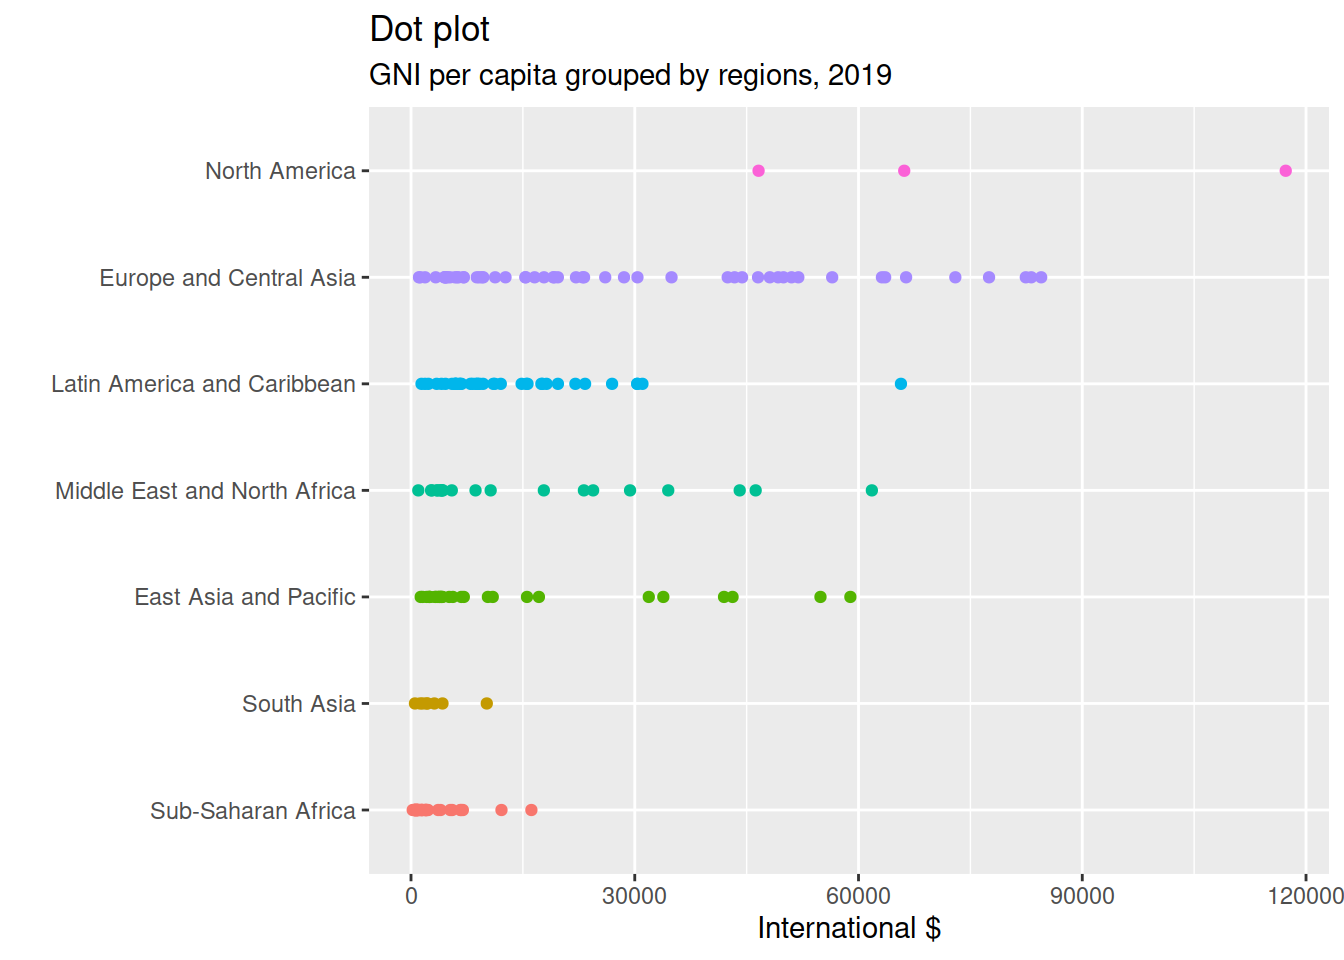 Dot plot
GNI per capita grouped by regions, 2019
North America
Europe and Central Asia
Latin America and Caribbean
Middle East and North Africa
East Asia and Pacific
South Asia
Sub-Saharan Africa
0 30000 60000 90000 120000
International $